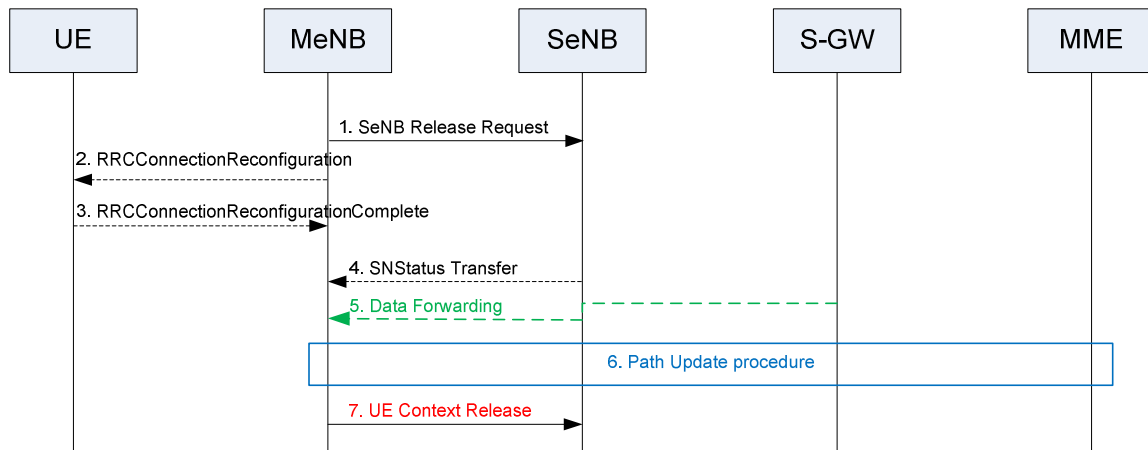 UE MeNB SeNB S-GW MME
1. SeNB Release Request
2. RRCConnectionReconfiguration
3. RRCConnectionReconfigurationComplete
4. SNStatus Transfer
5. Data Forwarding
6. Path Update procedure
7. UE Context Release